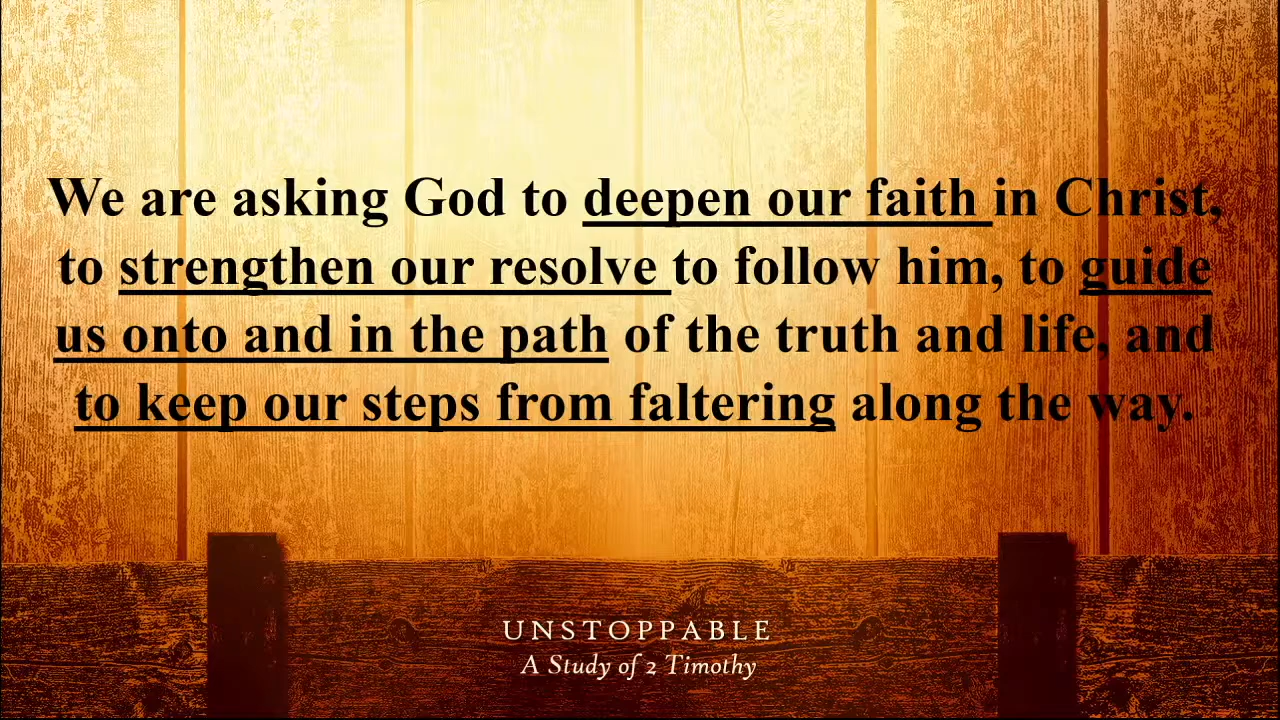 We are asking God to deepen our faith in Christ,
to strengthen our resolve to follow him, to guide
us onto and in the path of the truth and life, and
to keep our steps from faltering along the way.
UNSTOPPABLE
A Study of 2 Timothy